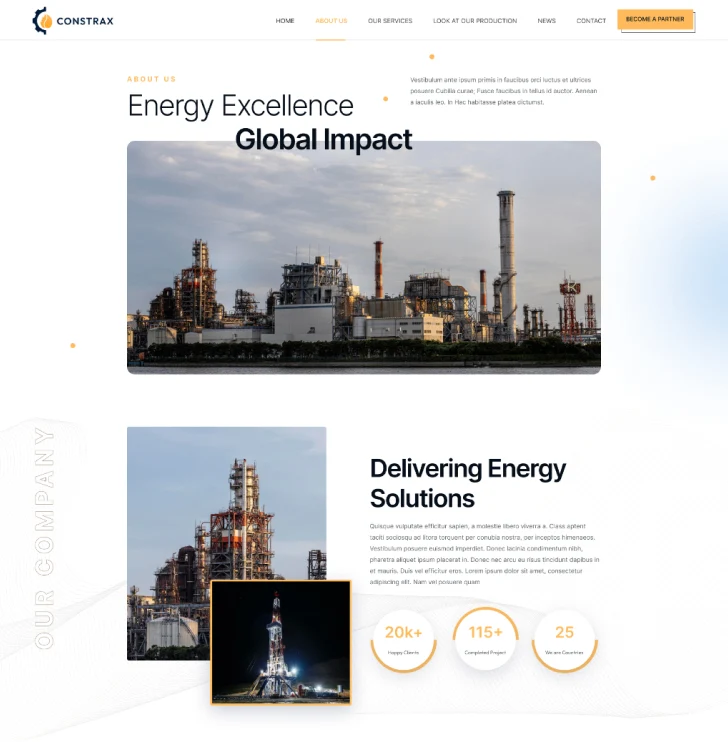 CONSTRAX
HOME ABOUT US OUR SERVICES LOOK AT OUR PRODUCTION NEWS CONTACT BECOME A PARTNER
ABOUT US
Energy Excellence
Global Impact
Vestibulum ante ipsum primis in faucibus orci luctus et ultrices
posuere Cubilia curae; Fusce faucibus in tellus id auctor. Aenean
a iaculis leo. In Hac habitasse platea dictumst.
OUR COMPANY
Delivering Energy
Solutions
Quisque vulputate efficitur sapien, a molestie libero viverra a. Class aptent
taciti sociosqu ad litora torquent per conubia nostra, per inceptos himenaeos.
Vestibulum posuere euismod imperdiet. Donec lacinia condimentum nibh,
pharetra aliquet ipsum placerat in. Donec nec arcu eu risus tincidunt dapibus in
et mauris. Duis vel efficitur eros. Lorem ipsum dolor sit amet, consectetur
adipiscing elit. Nam vel posuere quam
20k+ 115+ 25
Happy Clients Completed Project We are Countries